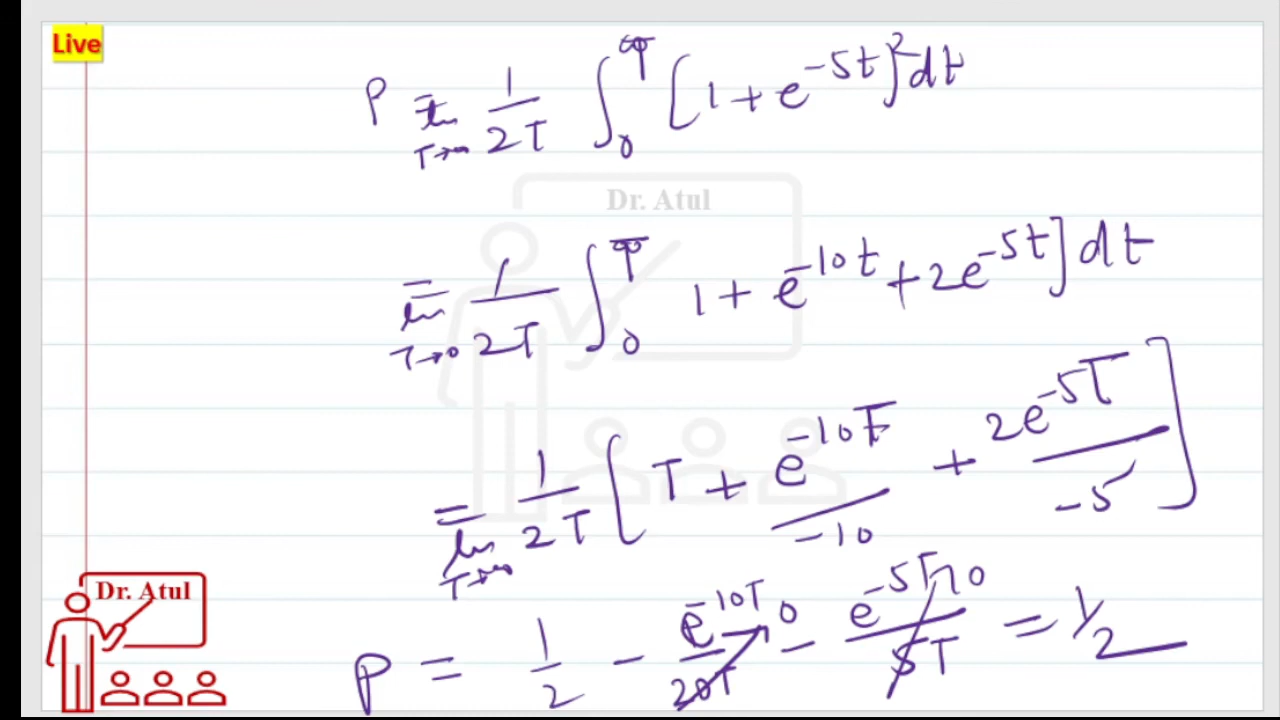 Live
P = lim T→∞ 1/2T ∫₀ᵀ [1 + e^-5t]² dt
Dr. Atul
= lim T→0 1/2T ∫₀ᵀ 1 + e^-10t + 2e^-5t] dt
= lim T→∞ 1/2T [T + e^-10T/-10 + 2e^-5T/-5]
Dr. Atul
P = 1/2 - e^-10T/20T →0 - e^-5T/5T →0 = 1/2